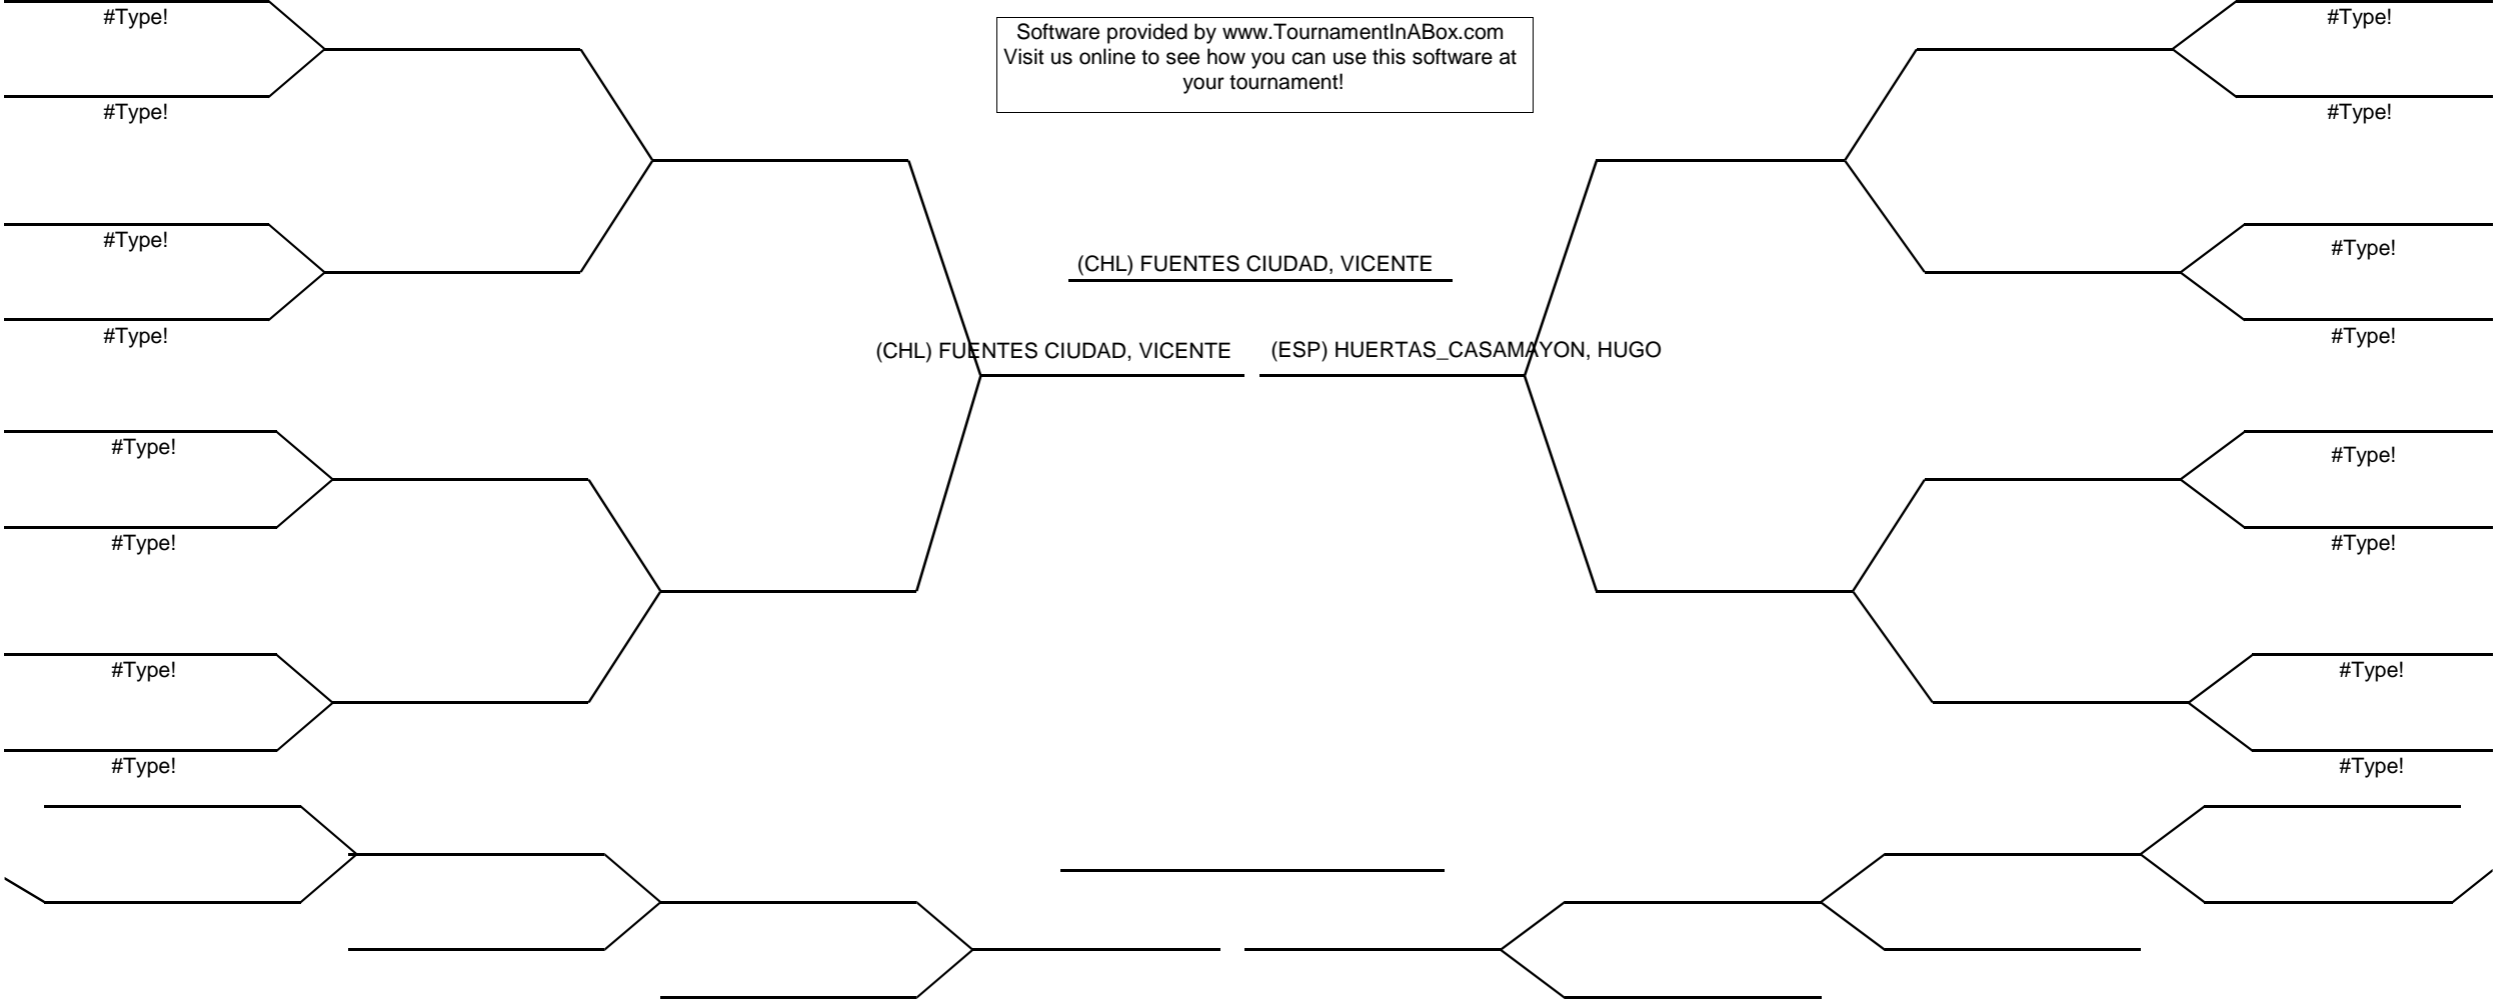 #Type!
#Type!
Software provided by www.TournamentInABox.com
Visit us online to see how you can use this software at
your tournament!
#Type!
#Type!
#Type!
#Type!
(CHL) FUENTES CIUDAD, VICENTE
#Type!
#Type!
(CHL) FUENTES CIUDAD, VICENTE
(ESP) HUERTAS_CASAMAYON, HUGO
#Type!
#Type!
#Type!
#Type!
#Type!
#Type!
#Type!
#Type!